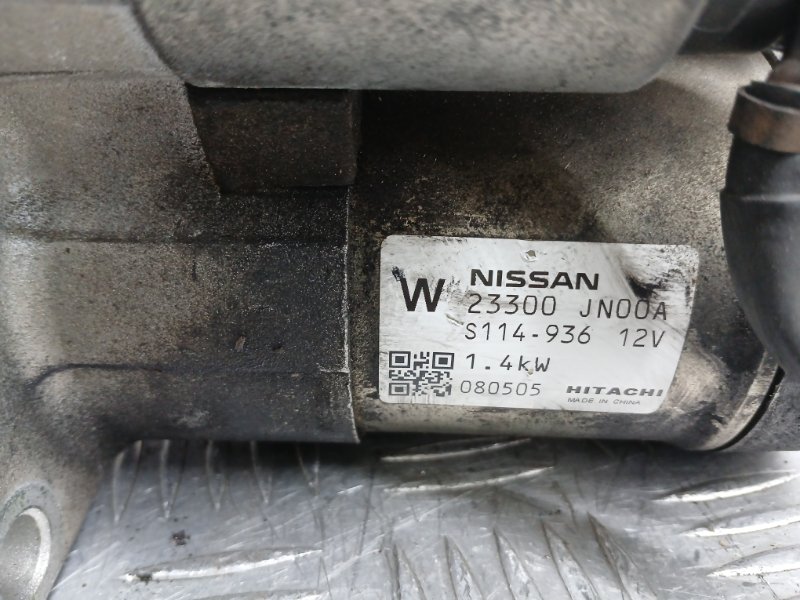 W NISSAN
23300 JN00A
S114-936 12V
1.4kW
080505 HITACHI
MADE IN CHINA